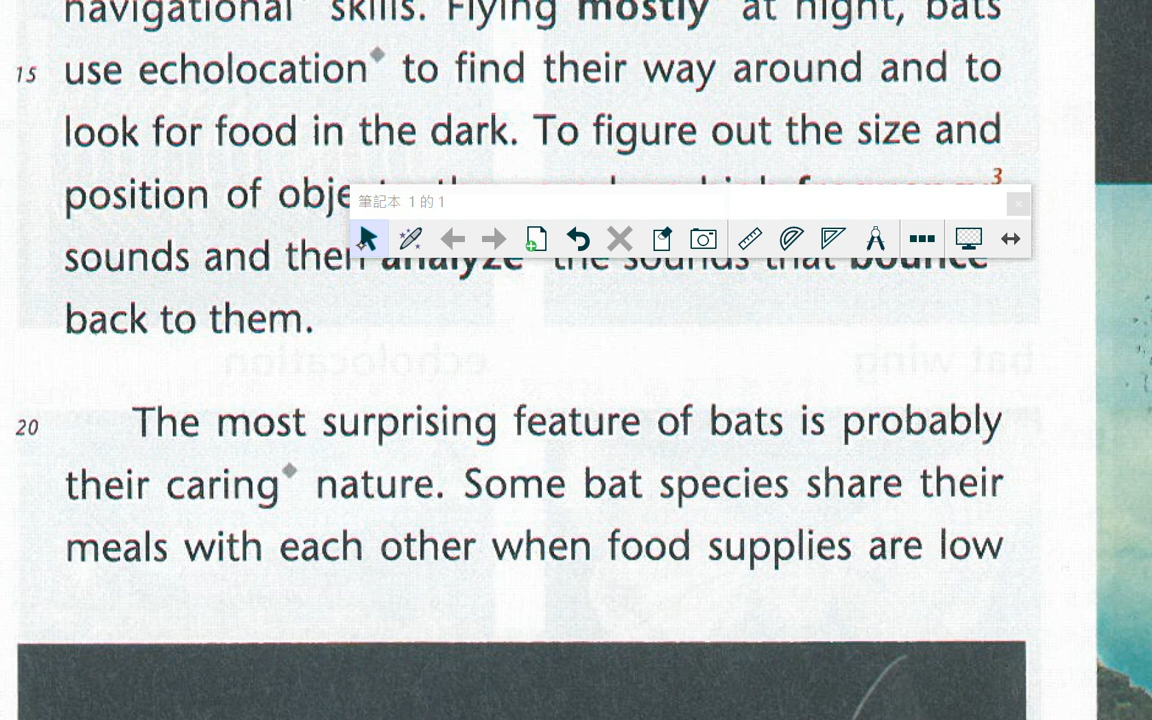 navigational skills. Flying mostly at night, bats
15 use echolocation◆ to find their way around and to
look for food in the dark. To figure out the size and
position of obje 3
筆記本 1 的 1
sounds and then analyze the sounds that bounce
back to them.
echolocation bat wing
20 The most surprising feature of bats is probably
their caring◆ nature. Some bat species share their
meals with each other when food supplies are low